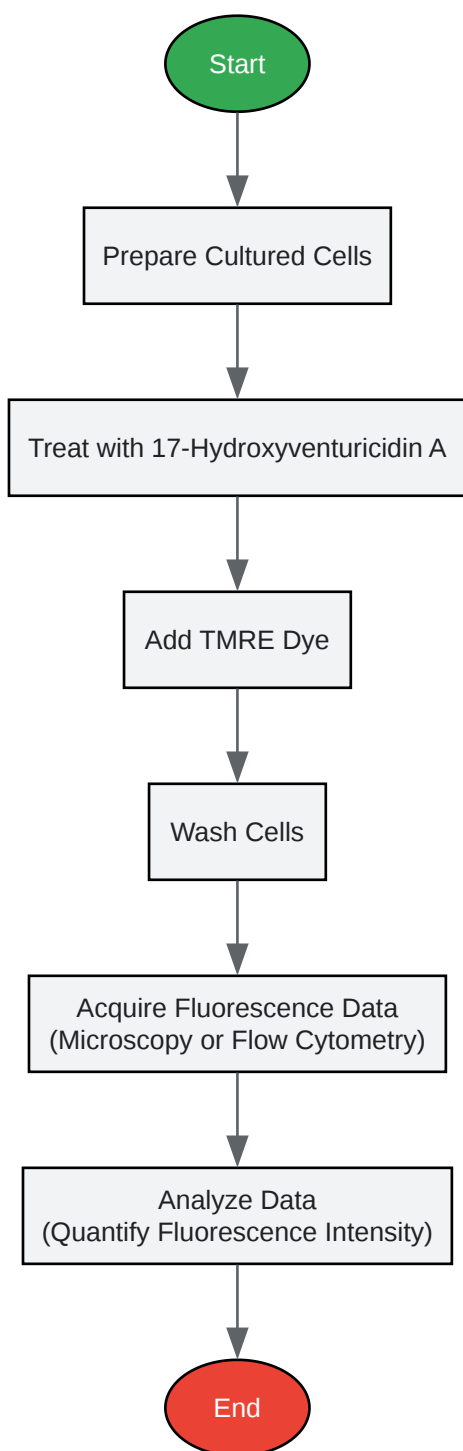 Start
Prepare Cultured Cells
Treat with 17-Hydroxyventuricidin A
Add TMRE Dye
Wash Cells
Acquire Fluorescence Data
(Microscopy or Flow Cytometry)
Analyze Data
(Quantify Fluorescence Intensity)
End